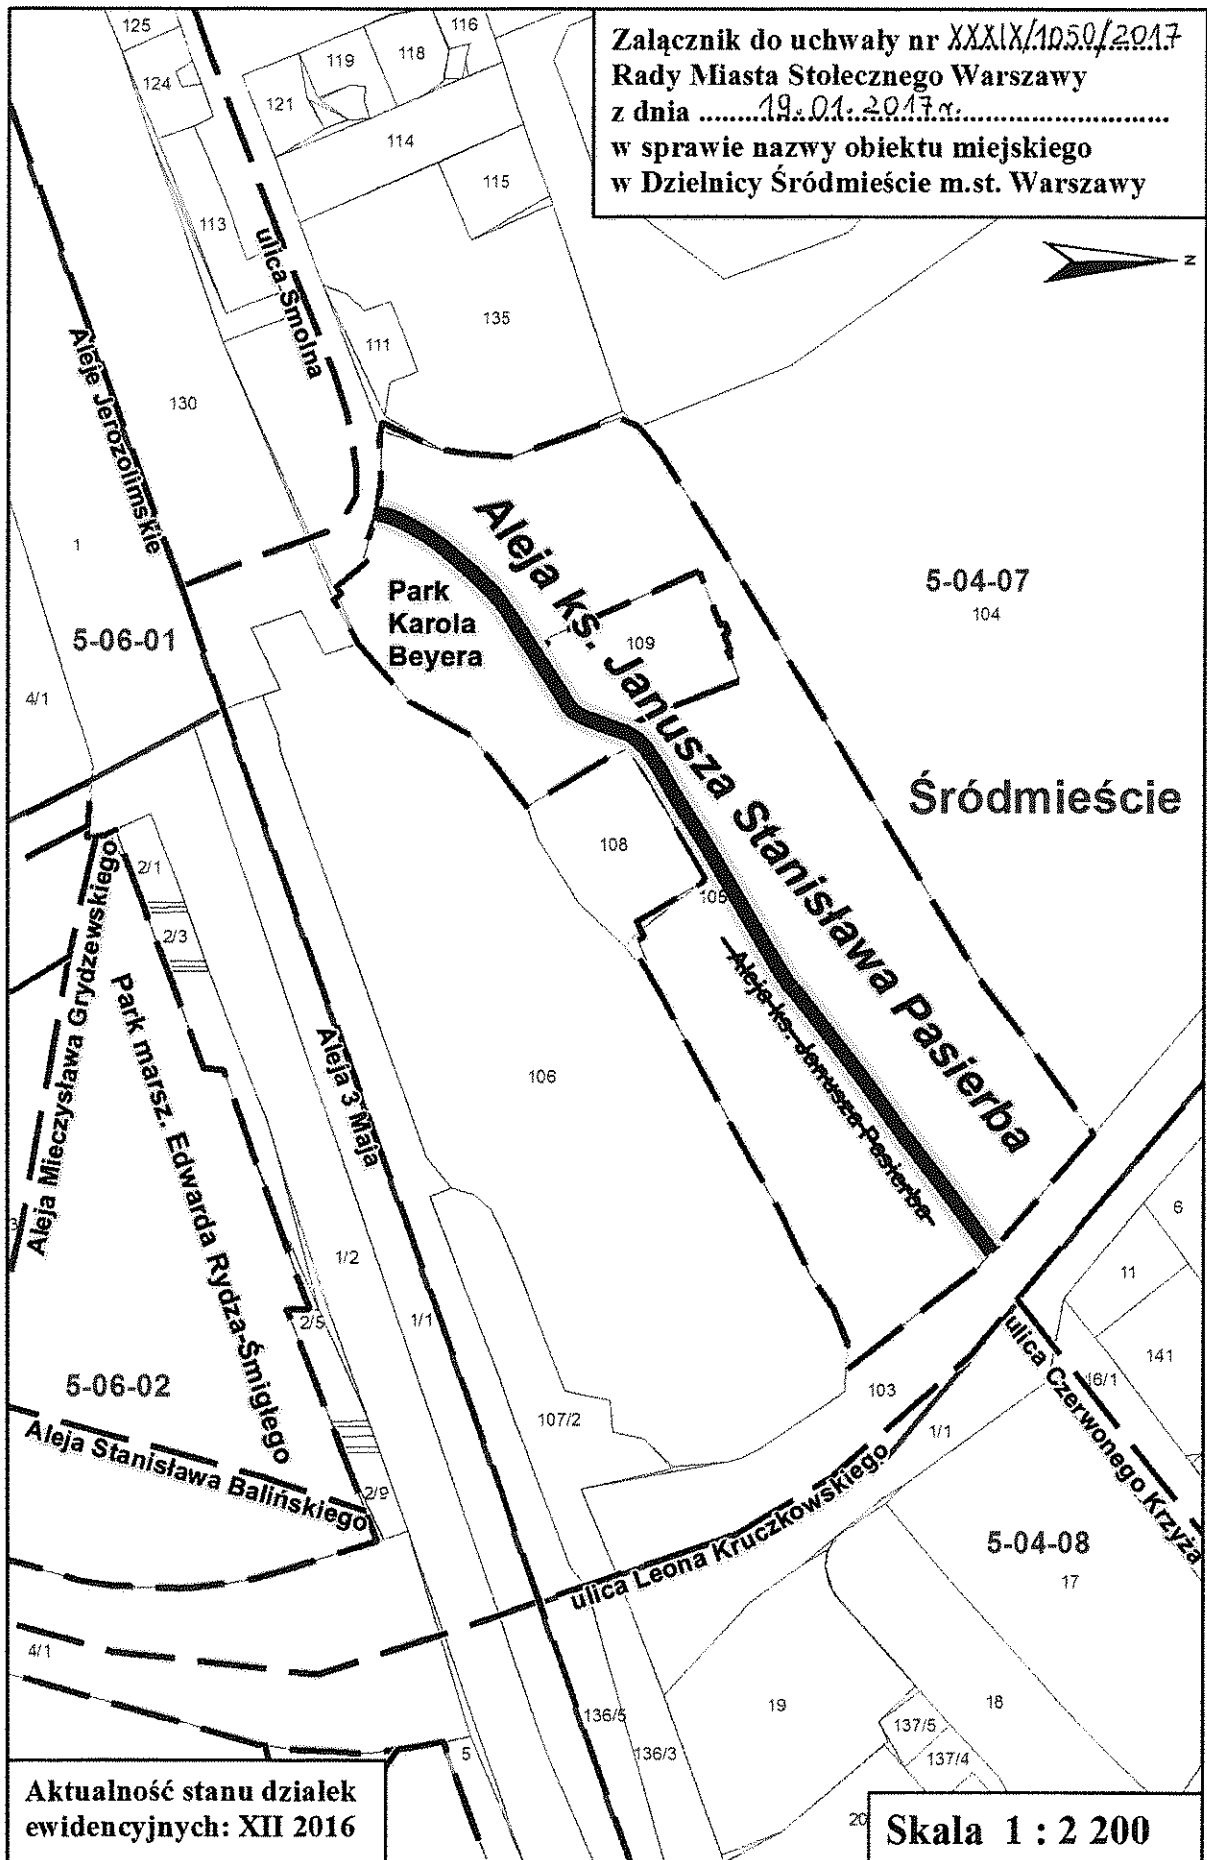 Załącznik do uchwały nr XXXIX/1050/2017
Rady Miasta Stołecznego Warszawy
z dnia ........19.01.2017r.................................
w sprawie nazwy obiektu miejskiego
w Dzielnicy Śródmieście m.st. Warszawy
N
125
124
116
118
119
121
114
115
113
ulica Smolna
111
135
130
Aleje Jerozolimskie
1
5-06-01
4/1
Park
Karola
Beyera
Aleja ks. Janusza Stanisława Pasierba
109
5-04-07
104
Śródmieście
108
105
Aleja ks. Janusza Pasierba
106
2/1
2/3
Aleja Mieczysława Grydzewskiego
Park marsz. Edwarda Rydza-Śmigłego
Aleja 3 Maja
3
1/2
1/1
2/5
5-06-02
Aleja Stanisława Balińskiego
2/9
107/2
103
1/1
6
11
141
16/1
ulica Czerwonego Krzyża
ulica Leona Kruczkowskiego
5-04-08
17
4/1
136/5
136/3
5
19
18
137/5
137/4
20
Aktualność stanu działek
ewidencyjnych: XII 2016
Skala 1 : 2 200